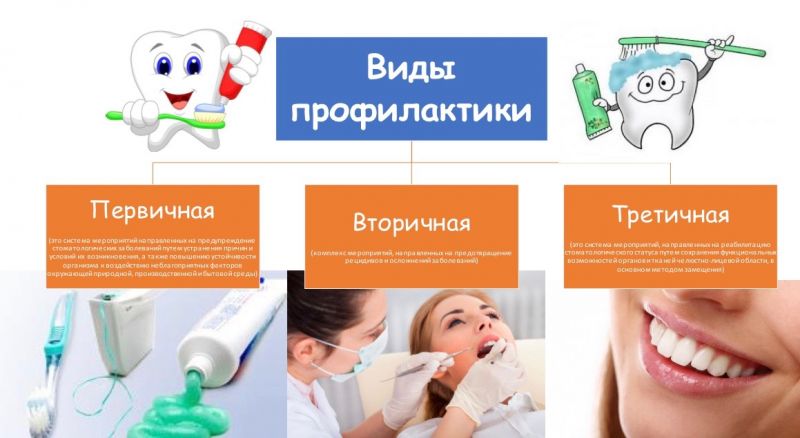 Виды
профилактики
Первичная
(это система мероприятий направленных на предупреждение
стоматологических заболеваний путем устранении причин и
условий их возникновения, а также повышению устойчивости
организма к воздействию неблагоприятных факторов
окружающей природной, производственной и бытовой среды)
Вторичная
(комплекс мероприятий, направленных на предотвращение
рецидивов и осложнений заболеваний)
Третичная
(это система мероприятий, направленных на реабилитацию
стоматологического статуса путем сохранения функциональных
возможностей органов и тканей челюстно-лицевой области, в
основном методом замещения)